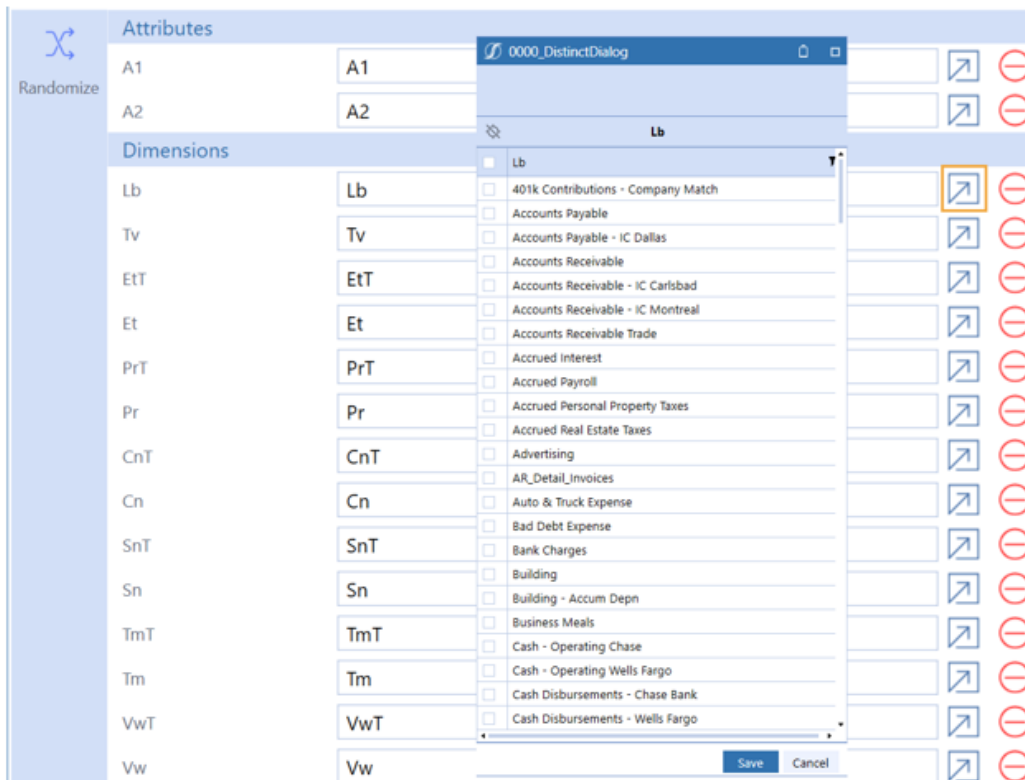 Randomize
Attributes
A1 A1
A2 A2
Dimensions
Lb Lb
Tv Tv
EtT EtT
Et Et
PrT PrT
Pr Pr
CnT CnT
Cn Cn
SnT SnT
Sn Sn
TmT TmT
Tm Tm
VwT VwT
Vw Vw
0000_DistinctDialog
Lb
Lb
401k Contributions - Company Match
Accounts Payable
Accounts Payable - IC Dallas
Accounts Receivable
Accounts Receivable - IC Carlsbad
Accounts Receivable - IC Montreal
Accounts Receivable Trade
Accrued Interest
Accrued Payroll
Accrued Personal Property Taxes
Accrued Real Estate Taxes
Advertising
AR_Detail_Invoices
Auto & Truck Expense
Bad Debt Expense
Bank Charges
Building
Building - Accum Depn
Business Meals
Cash - Operating Chase
Cash - Operating Wells Fargo
Cash Disbursements - Chase Bank
Cash Disbursements - Wells Fargo
Save Cancel